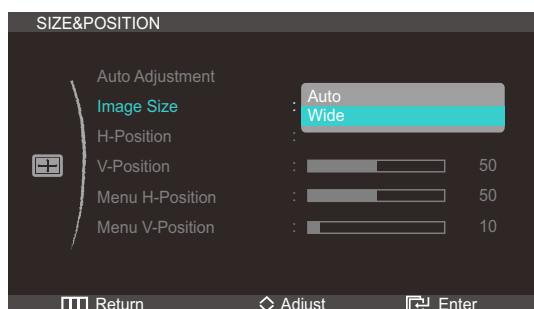 SIZE&POSITION
Auto Adjustment
Image Size : Auto
Wide
H-Position :
V-Position : 50
Menu H-Position : 50
Menu V-Position : 10
Return Adjust Enter